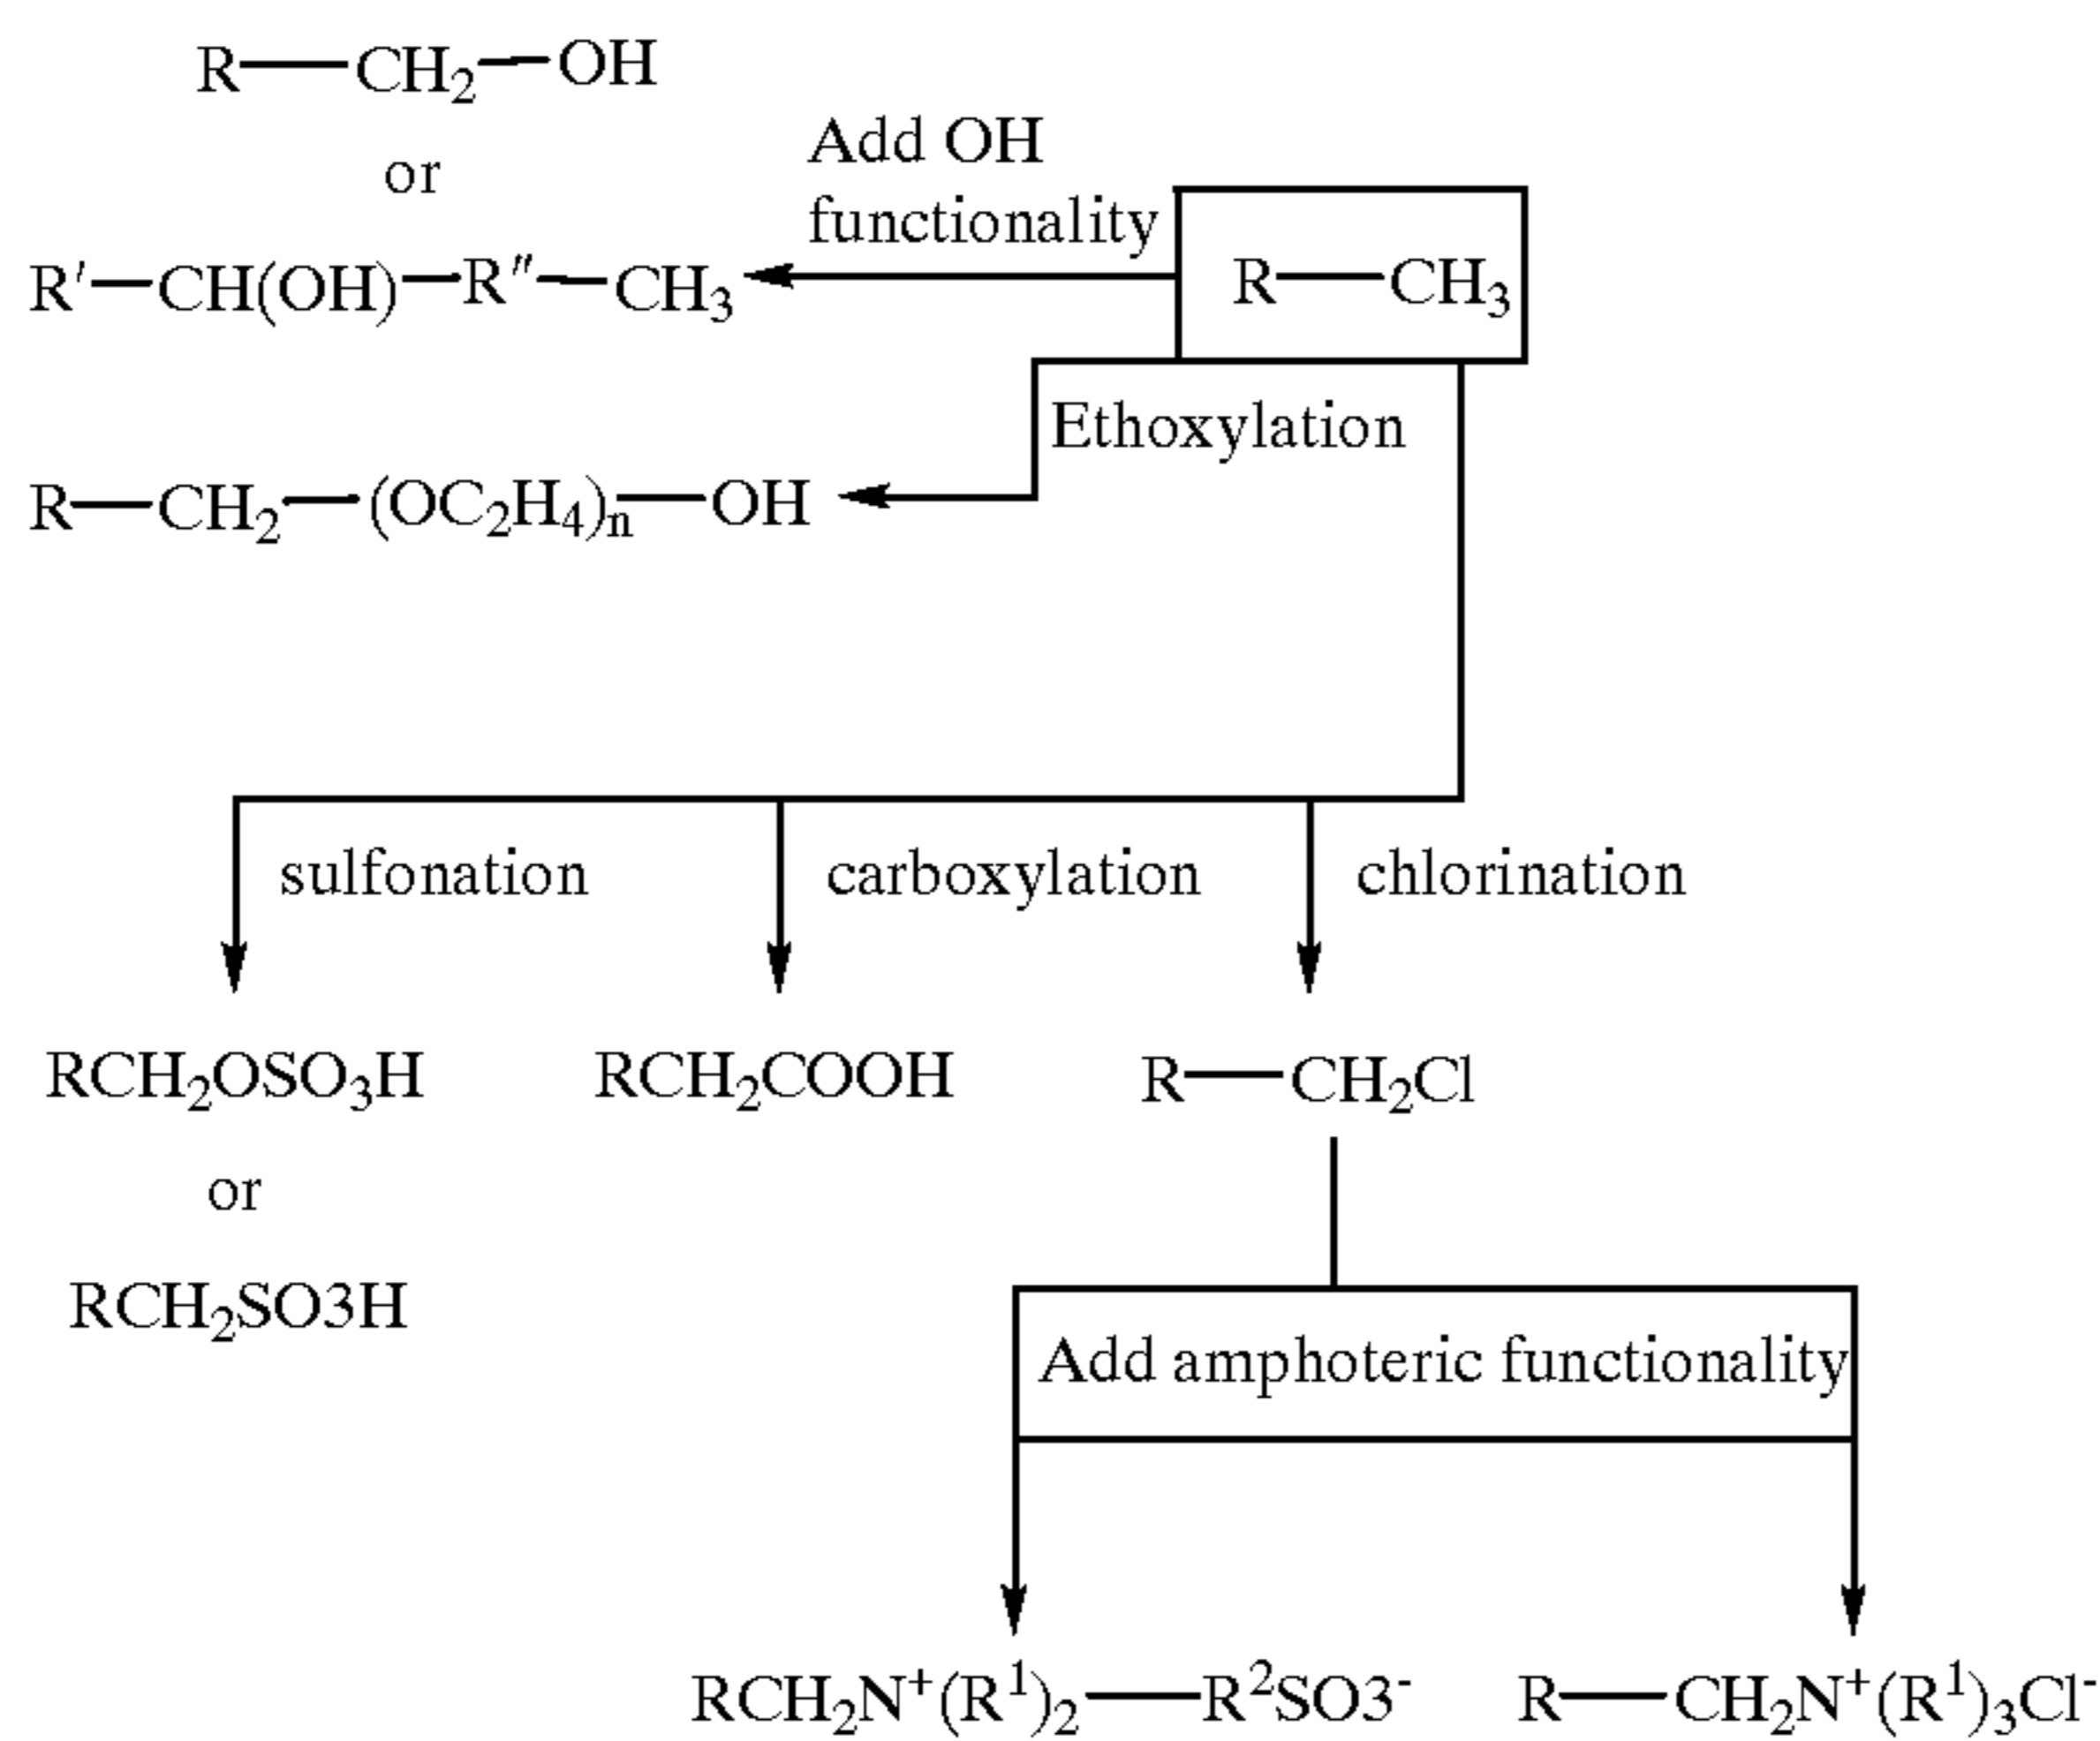 R—CH₂—OH
or
Add OH
functionality
R'—CH(OH)—R"—CH₃
R—CH₃
Ethoxylation
R—CH₂—(OC₂H₄)ₙ—OH
sulfonation
carboxylation
chlorination
RCH₂OSO₃H
RCH₂COOH
R—CH₂Cl
or
RCH₂SO3H
Add amphoteric functionality
RCH₂N⁺(R¹)₂—R²SO3⁻
R—CH₂N⁺(R¹)₃Cl⁻